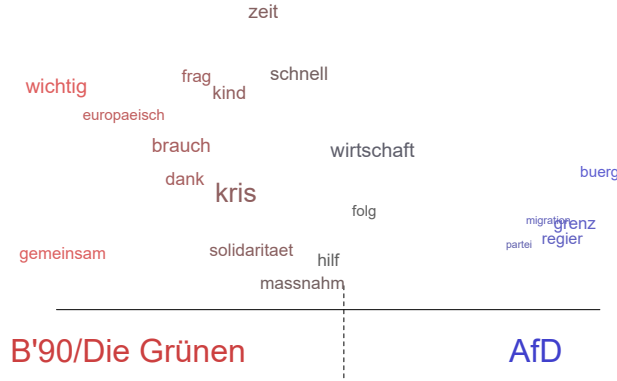 zeit
frag
schnell
wichtig
kind
europaeisch
brauch
wirtschaft
dank
buerg
kris
folg
migration
grenz
partei
regier
gemeinsam
solidaritaet
hilf
massnahm
B'90/Die Grünen
AfD